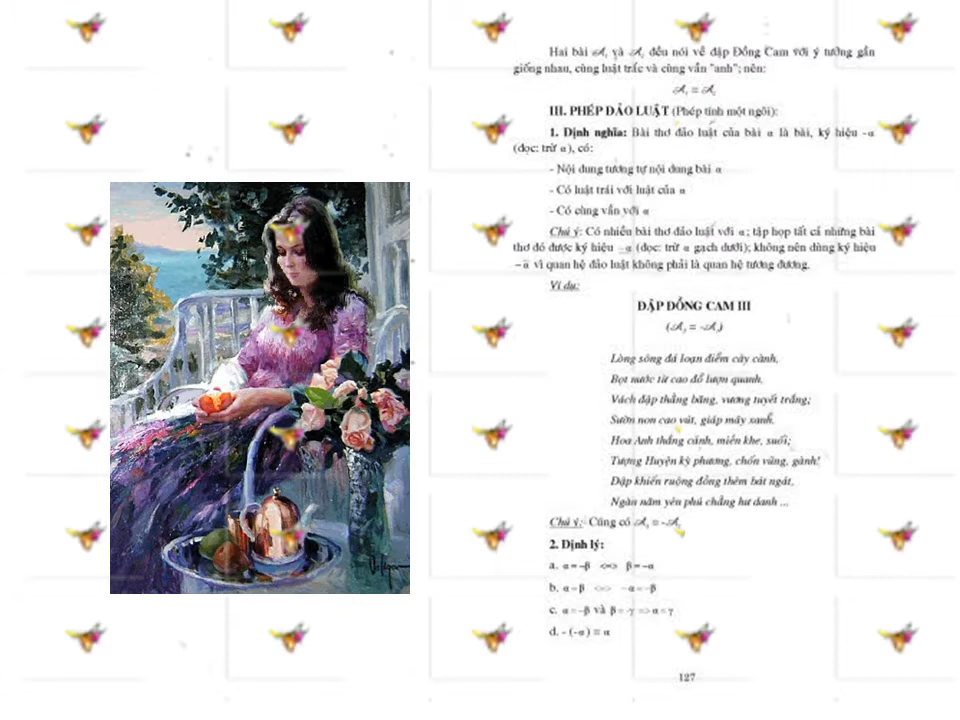 Hai bài 𝒜₁ và 𝒜₂ đều nói về đập Đồng Cam với ý tưởng gần
giống nhau, cùng luật trắc và cùng vần "anh"; nên:
𝒜₁ ≡ 𝒜₂
III. PHÉP ĐẢO LUẬT (Phép tính một ngôi):
1. Định nghĩa: Bài thơ đảo luật của bài α là bài, ký hiệu -α
(đọc: trừ α), có:
- Nội dung tương tự nội dung bài α
- Có luật trái với luật của α
- Có cùng vần với α
Chú ý: Có nhiều bài thơ đảo luật với α; tập họp tất cả những bài
thơ đó được ký hiệu -α (đọc: trừ α gạch dưới); không nên dùng ký hiệu
-α vì quan hệ đảo luật không phải là quan hệ tương đương.
Ví dụ:
ĐẬP ĐỒNG CAM III
Lòng sông đá loạn điểm cây cành,
Bọt nước từ cao đổ lượn quanh,
Vách đập thẳng băng, vương tuyết trắng;
Sườn non cao vút, giáp mây xanh,
Hoa Anh thắng cảnh, miền khe, suối;
Tượng Huyện kỳ phương, chốn vũng, gành!
Đập khiến ruộng đồng thêm bát ngát,
Ngàn năm yên phú chẳng hư danh ...
Chú ý: Cũng có
2. Định lý:
a. α = -β <=> β = -α
b. α = β <=> -α = -β
c. α = -β và β = -γ => α = γ
d. - (-α) ≡ α
127